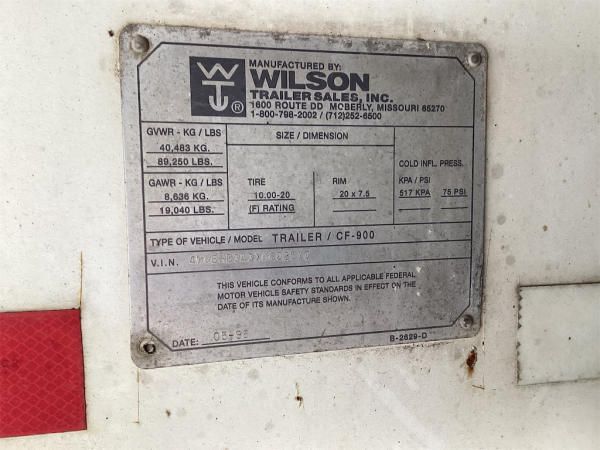 MANUFACTURED BY:
WILSON
TRAILER SALES, INC.
1600 ROUTE DD MOBERLY, MISSOURI 65270
1-800-798-2002 / (712)252-6500
WTJ ®
GVWR - KG / LBS
40,483 KG.
89,250 LBS.
GAWR - KG / LBS
8,636 KG.
19,040 LBS.
SIZE / DIMENSION
TIRE
10.00-20
(F) RATING
RIM
20 x 7.5
COLD INFL. PRESS.
KPA / PSI
517 KPA 75 PSI
TYPE OF VEHICLE / MODEL TRAILER / CF-900
V.I.N.
THIS VEHICLE CONFORMS TO ALL APPLICABLE FEDERAL
MOTOR VEHICLE SAFETY STANDARDS IN EFFECT ON THE
DATE OF ITS MANUFACTURE SHOWN.
DATE:
B-2629-D